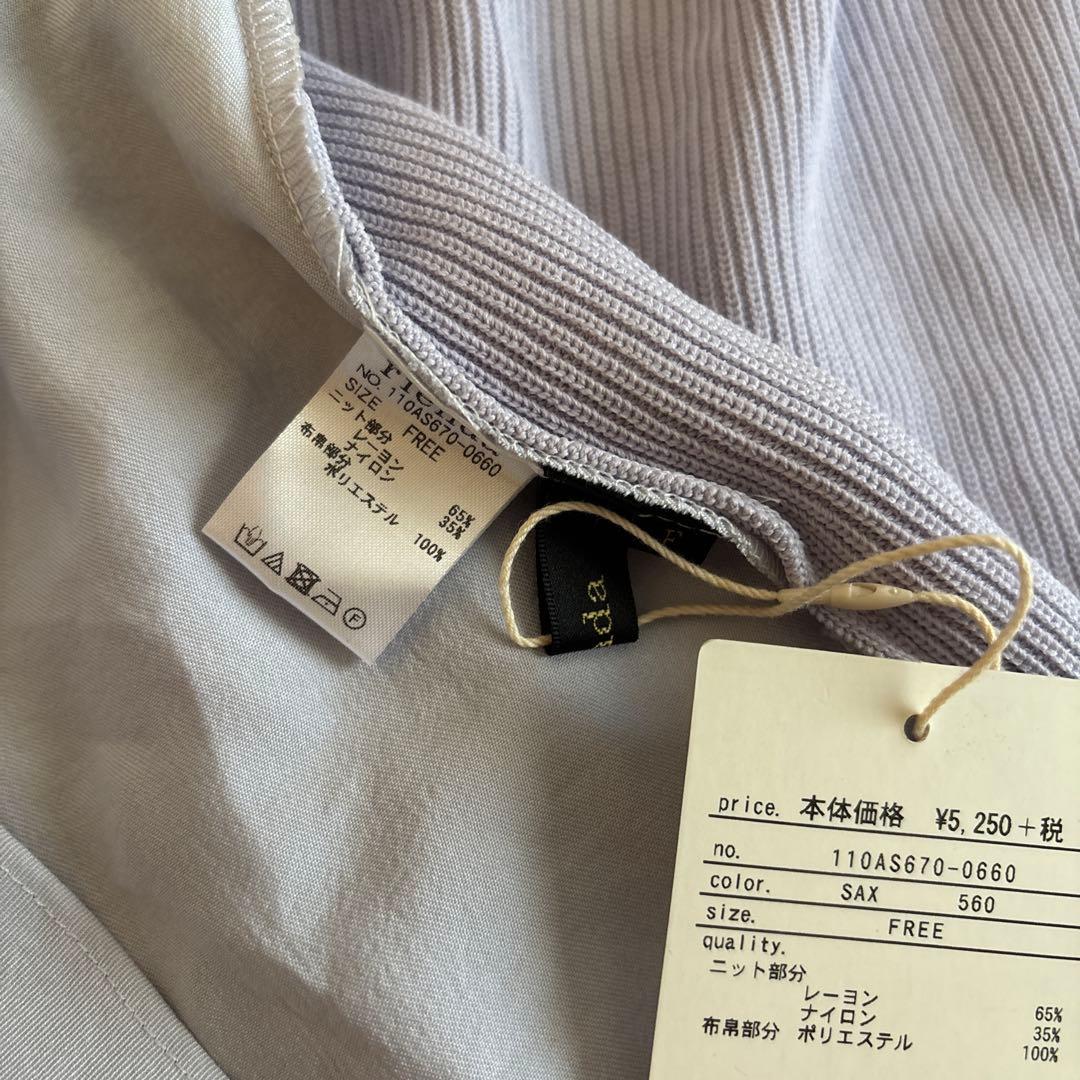 NO. 110AS670-0660
SIZE FREE
ニット部分
レーヨン 65%
ナイロン 35%
布帛部分
ポリエステル 100%
F
F
price. 本体価格 ¥5,250+税
no. 110AS670-0660
color. SAX 560
size. FREE
quality.
ニット部分
レーヨン 65%
ナイロン 35%
布帛部分 ポリエステル 100%